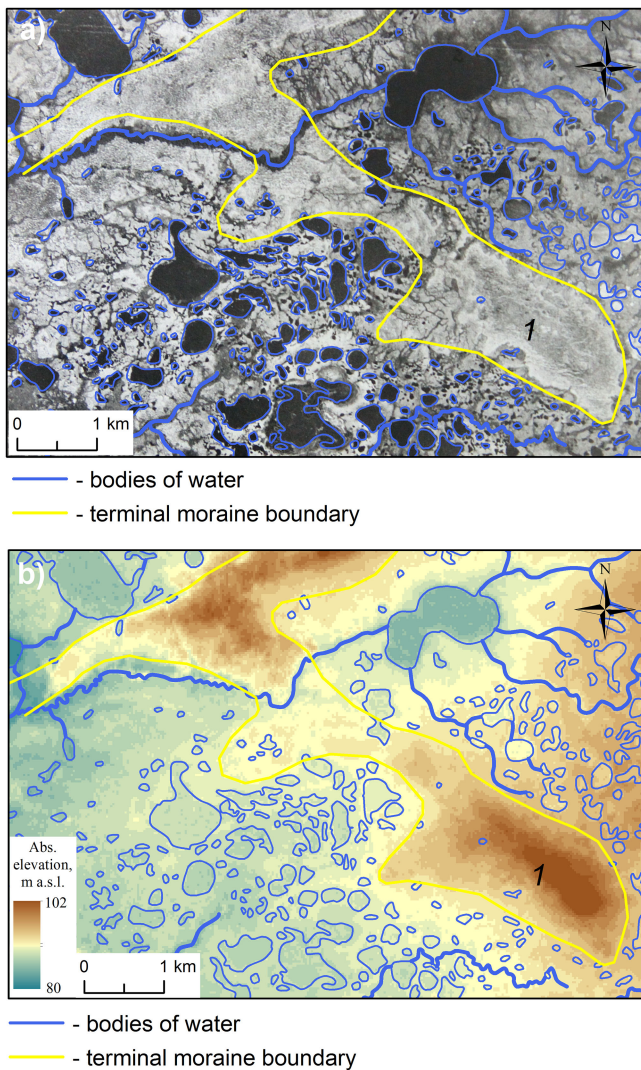 a)
N
1
0 1 km
- bodies of water
- terminal moraine boundary
b)
N
1
Abs.
elevation,
m a.s.l.
102
80
0 1 km
- bodies of water
- terminal moraine boundary